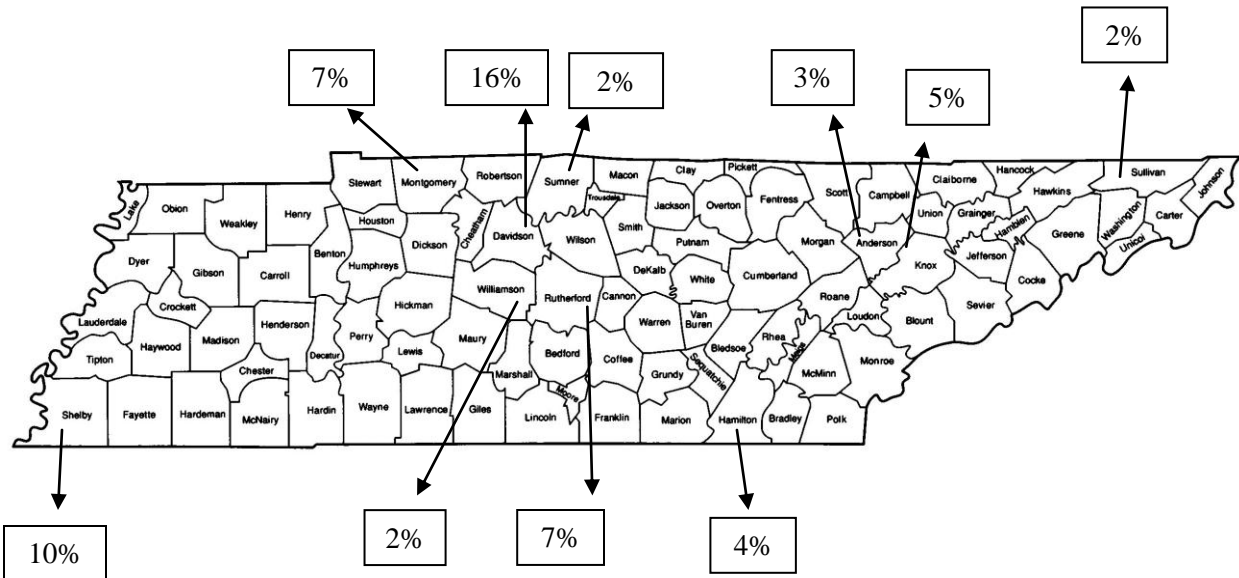 2%
7%
16%
2%
3%
5%
Stewart
Montgomery
Robertson
Sumner
Macon
Clay
Pickett
Scott
Campbell
Claiborne
Hancock
Hawkins
Sullivan
Johnson
Lake
Obion
Weakley
Henry
Houston
Cheatham
Davidson
Trousdale
Smith
Jackson
Overton
Fentress
Union
Grainger
Hamblen
Greene
Washington
Carter
Unicoi
Dyer
Gibson
Carroll
Benton
Humphreys
Dickson
Wilson
Putnam
Morgan
Anderson
Knox
Jefferson
Cocke
Crockett
Williamson
Rutherford
Cannon
DeKalb
White
Cumberland
Roane
Loudon
Blount
Sevier
Lauderdale
Haywood
Madison
Henderson
Decatur
Perry
Hickman
Lewis
Maury
Bedford
Coffee
Warren
Van
Buren
Bledsoe
Rhea
Meigs
McMinn
Monroe
Tipton
Chester
Marshall
Moore
Grundy
Sequatchie
Shelby
Fayette
Hardeman
McNairy
Hardin
Wayne
Lawrence
Giles
Lincoln
Franklin
Marion
Hamilton
Bradley
Polk
10%
2%
7%
4%